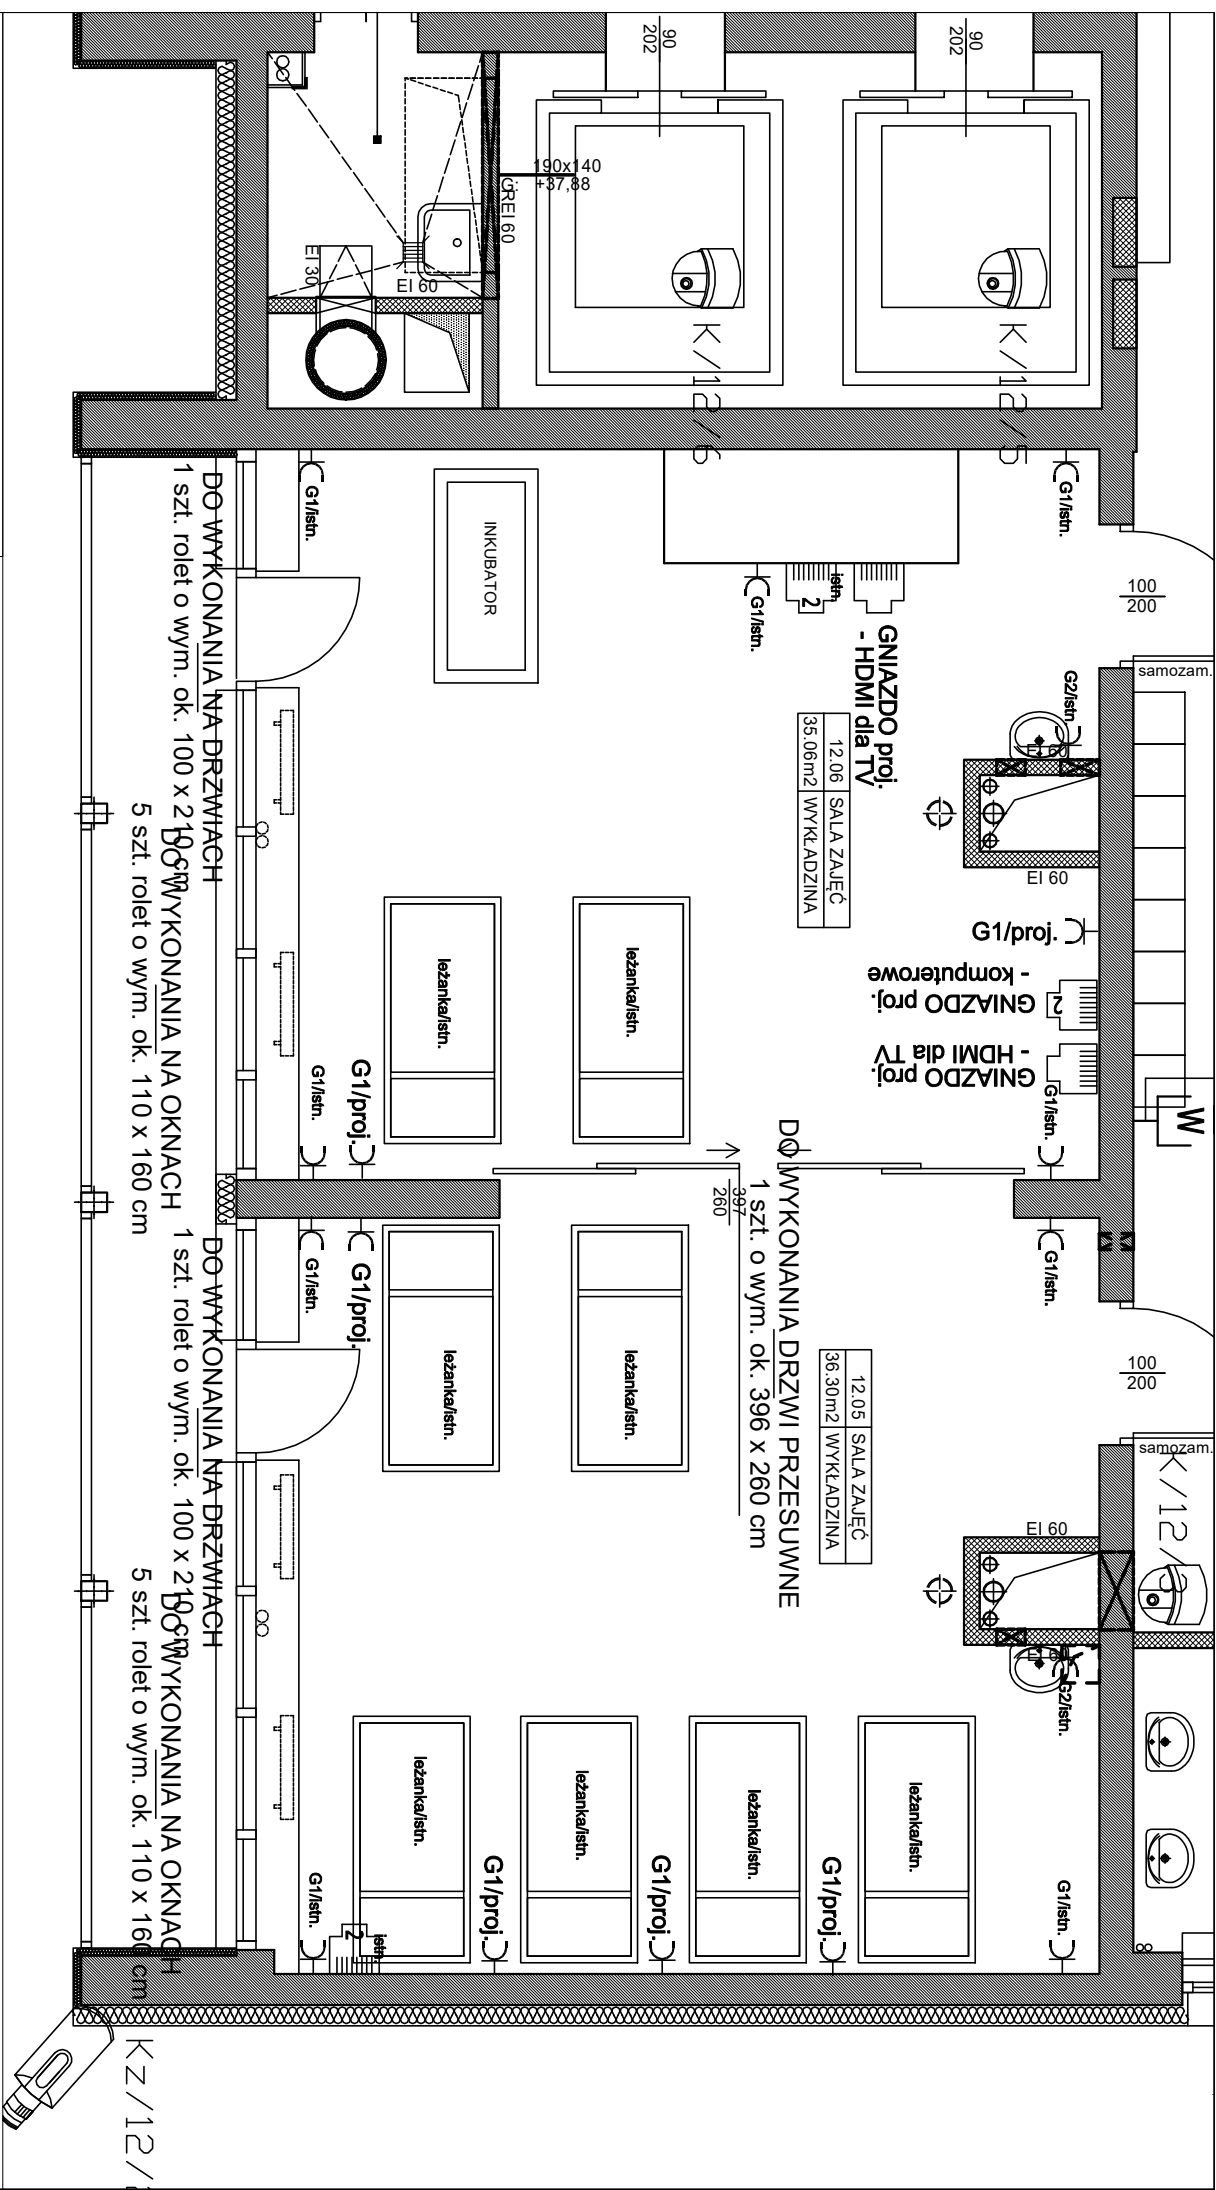 90
202
90
202
190x140
G: +37,88
REI 60
EI 30
EI 60
K/12/6
K/12/5
G1/istn.
G1/istn.
INKUBATOR
G1/istn.
istn.
2
GNIAZDO proj.
- HDMI dla TV
100
200
samozam.
G2/istn.
EI 60
EI 60
12.06 SALA ZAJĘĆ
35.06m2 WYKŁADZINA
DO WYKONANIA NA DRZWIACH
1 szt. rolet o wym. ok. 100 x 210 cm
DO WYKONANIA NA OKNACH
5 szt. rolet o wym. ok. 110 x 160 cm
leżanka/istn.
leżanka/istn.
G1/proj.
GNIAZDO proj.
- komputerowe
2
GNIAZDO proj.
- HDMI dla TV
G1/istn.
G1/istn.
G1/proj.
W
DO WYKONANIA DRZWI PRZESUWNE
1 szt. o wym. ok. 396 x 260 cm
397
260
G1/istn.
G1/proj.
G1/istn.
leżanka/istn.
leżanka/istn.
12.05 SALA ZAJĘĆ
36.30m2 WYKŁADZINA
100
200
samozam.
K/12/
EI 60
EI 60
G2/istn.
DO WYKONANIA NA DRZWIACH
1 szt. rolet o wym. ok. 100 x 210 cm
DO WYKONANIA NA OKNACH
5 szt. rolet o wym. ok. 110 x 160 cm
leżanka/istn.
leżanka/istn.
leżanka/istn.
leżanka/istn.
G1/istn.
istn.
2
G1/proj.
G1/proj.
G1/proj.
G1/istn.
Kz/12/